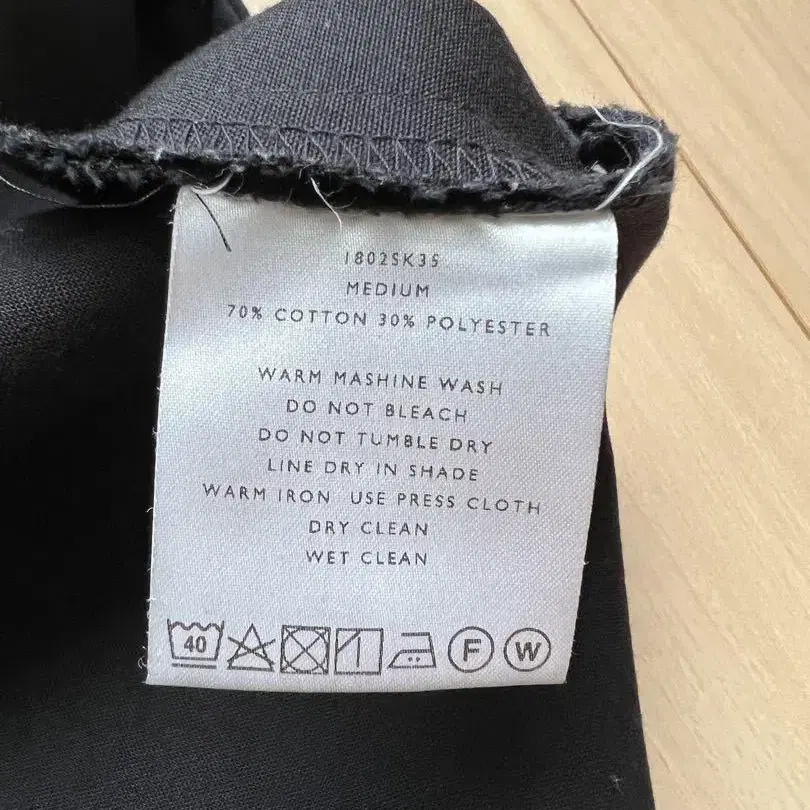 1802SK35
MEDIUM
70% COTTON 30% POLYESTER
WARM MASHINE WASH
DO NOT BLEACH
DO NOT TUMBLE DRY
LINE DRY IN SHADE
WARM IRON USE PRESS CLOTH
DRY CLEAN
WET CLEAN
40 F W